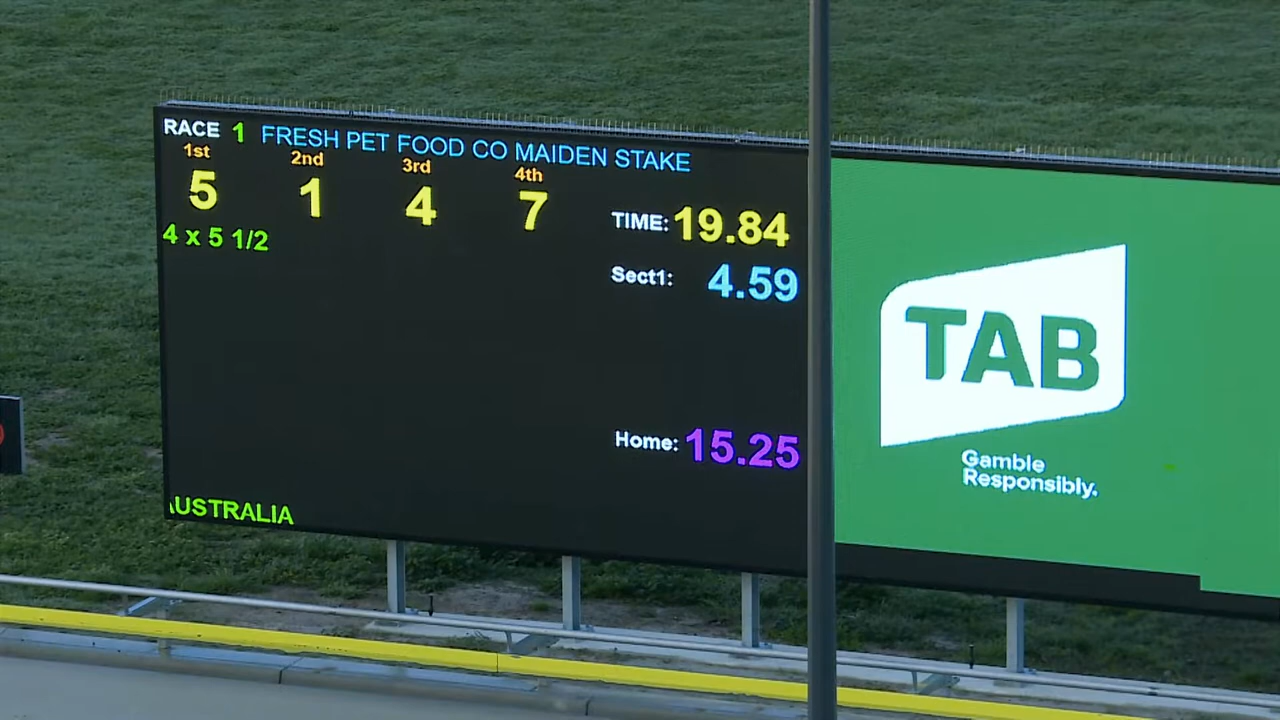 RACE 1 FRESH PET FOOD CO MAIDEN STAKE
1st 2nd 3rd 4th
5 1 4 7
4 x 5 1/2
TIME: 19.84
Sect1: 4.59
Home: 15.25
AUSTRALIA
TAB
Gamble
Responsibly.